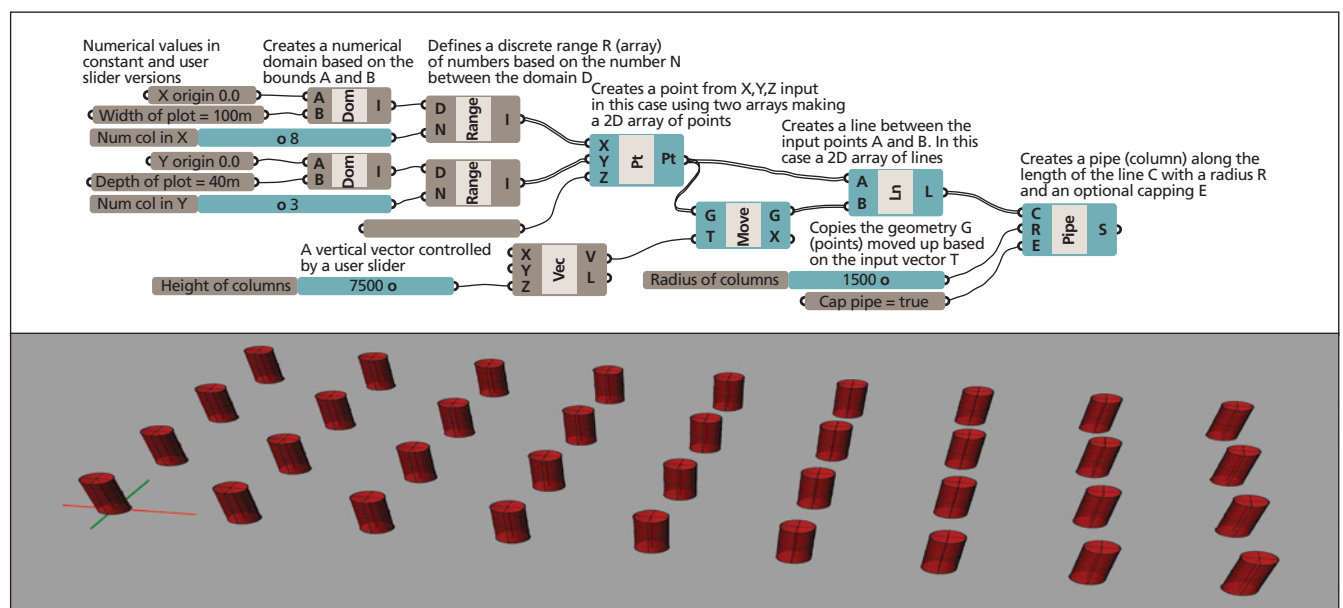 Numerical values in
constant and user
slider versions
Creates a numerical
domain based on the
bounds A and B
Defines a discrete range R (array)
of numbers based on the number N
between the domain D
Creates a point from X,Y,Z input
in this case using two arrays making
a 2D array of points
Creates a line between the
input points A and B. In this
case a 2D array of lines
Creates a pipe (column) along the
length of the line C with a radius R
and an optional capping E
X origin 0.0
Width of plot = 100m
Num col in X
o 8
A
B
Dom
I
D
N
Range
I
Y origin 0.0
Depth of plot = 40m
Num col in Y
o 3
A
B
Dom
I
D
N
Range
I
X
Y
Z
Pt
Pt
A
B
Ln
L
G
T
Move
G
X
C
R
E
Pipe
S
A vertical vector controlled
by a user slider
Height of columns
7500 o
X
Y
Z
Vec
V
L
Copies the geometry G
(points) moved up based
on the input vector T
Radius of columns
1500 o
Cap pipe = true